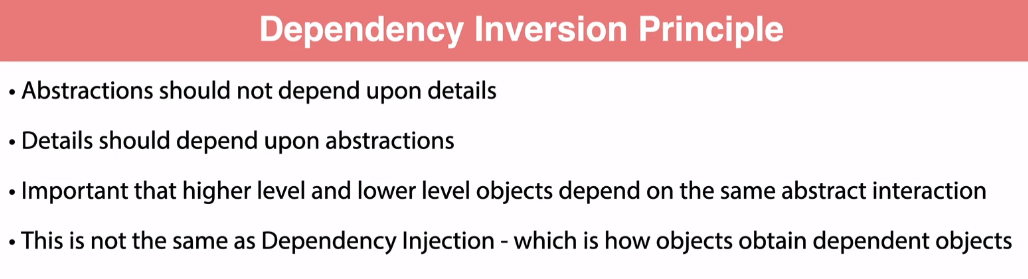 Dependency Inversion Principle
• Abstractions should not depend upon details
• Details should depend upon abstractions
• Important that higher level and lower level objects depend on the same abstract interaction
• This is not the same as Dependency Injection - which is how objects obtain dependent objects